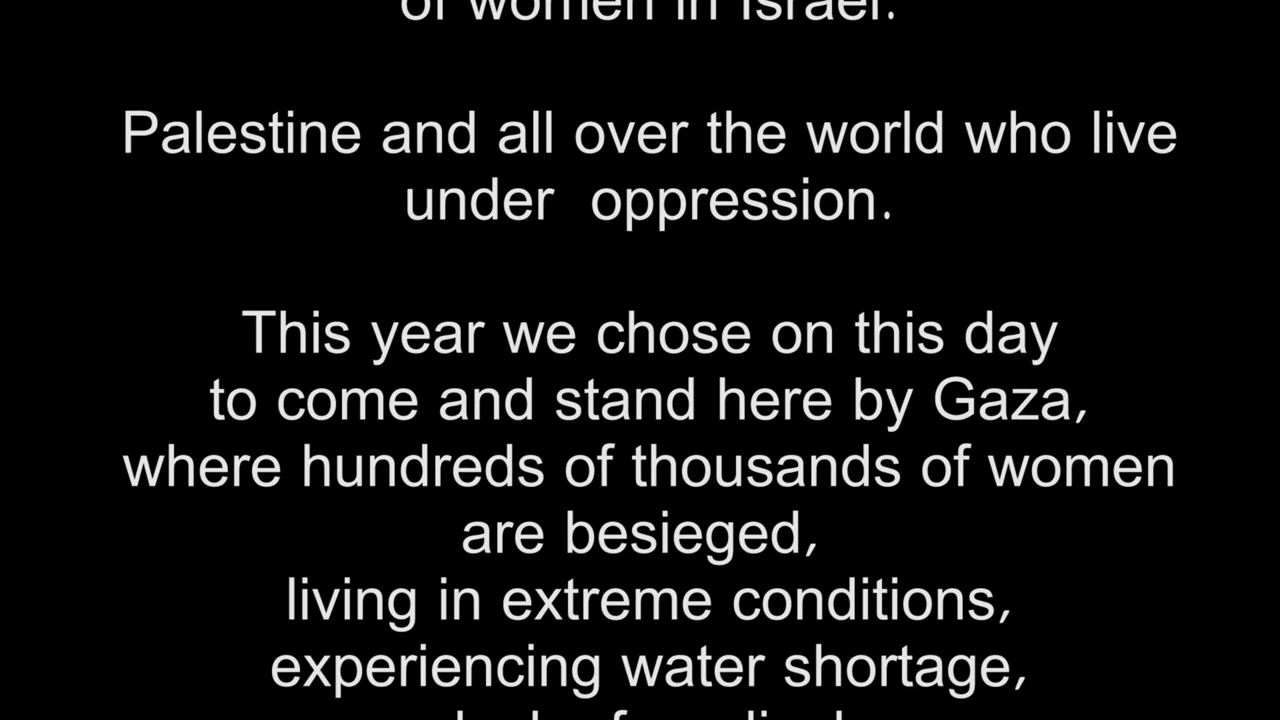 of women in Israel.
Palestine and all over the world who live
under oppression.
This year we chose on this day
to come and stand here by Gaza,
where hundreds of thousands of women
are besieged,
living in extreme conditions,
experiencing water shortage,